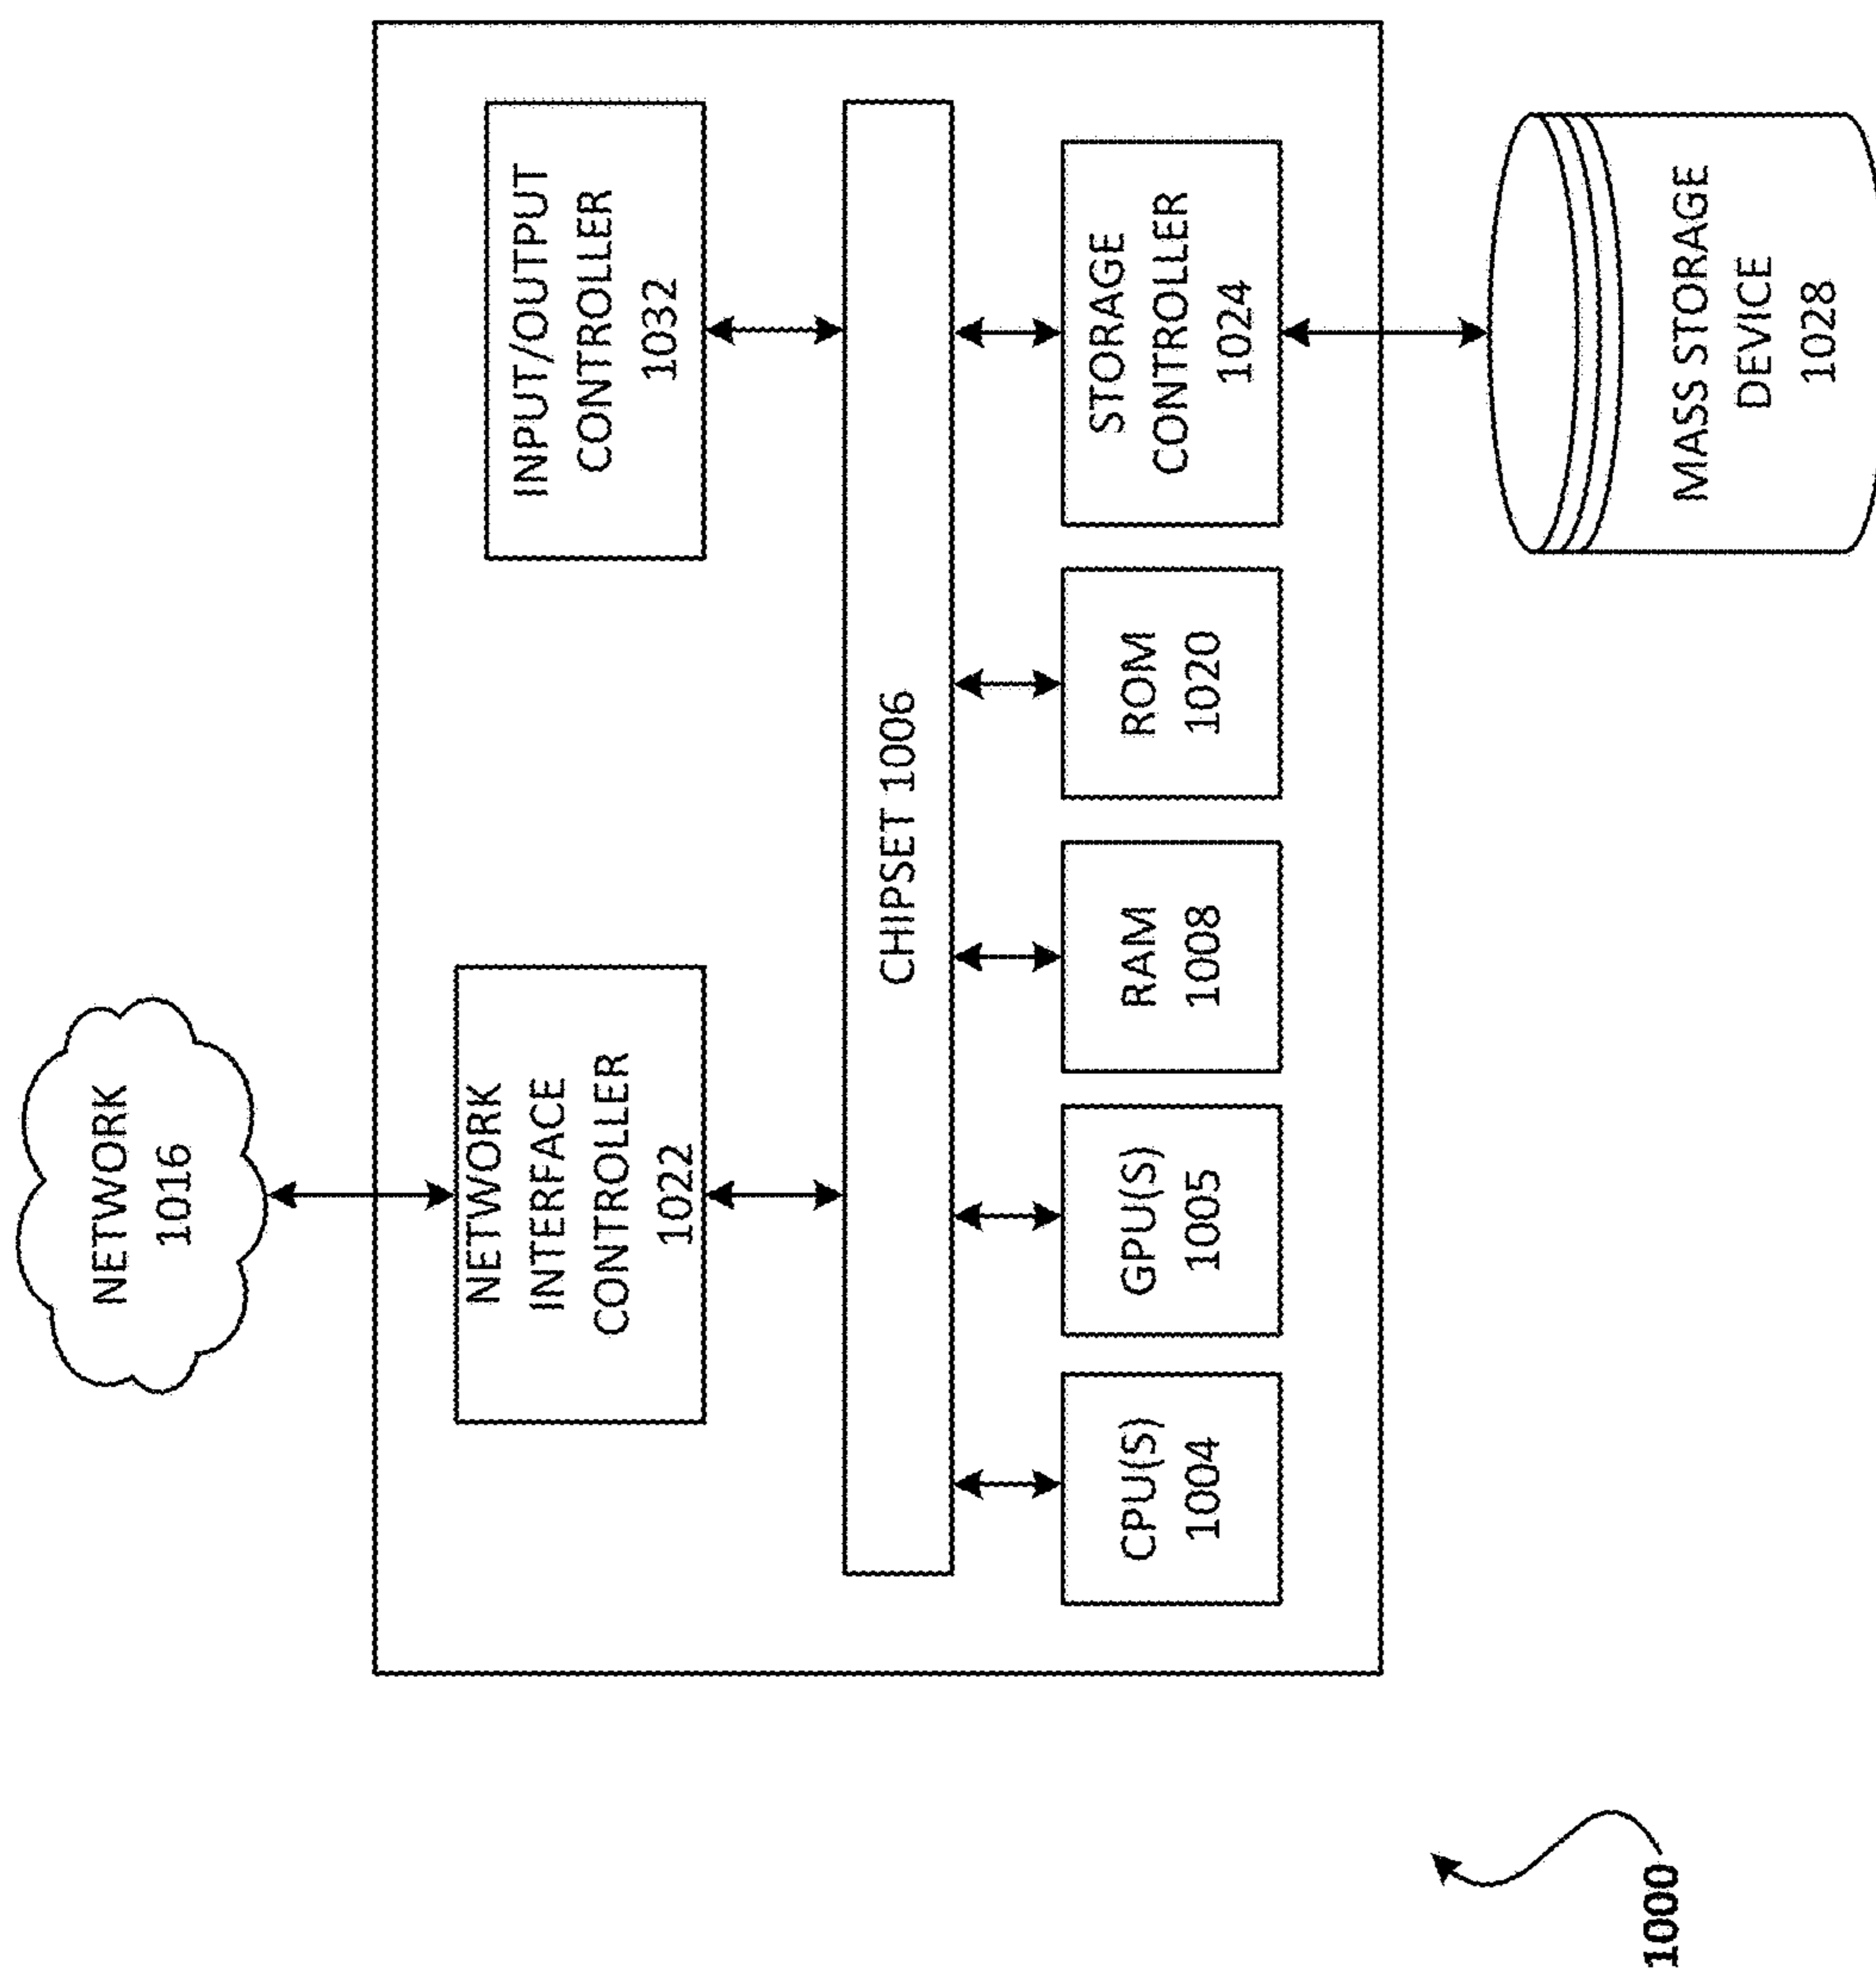 NETWORK
1016
NETWORK
INTERFACE
CONTROLLER
1022
INPUT/OUTPUT
CONTROLLER
1032
CHIPSET 1006
CPU(S)
1004
GPU(S)
1005
RAM
1008
ROM
1020
STORAGE
CONTROLLER
1024
MASS STORAGE
DEVICE
1028
1000